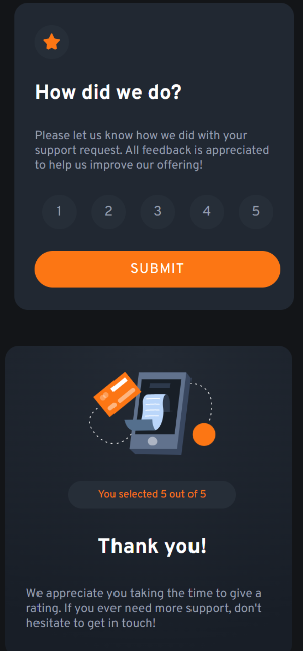 How did we do?
Please let us know how we did with your
support request. All feedback is appreciated
to help us improve our offering!
1 2 3 4 5
SUBMIT
You selected 5 out of 5
Thank you!
We appreciate you taking the time to give a
rating. If you ever need more support, don't
hesitate to get in touch!